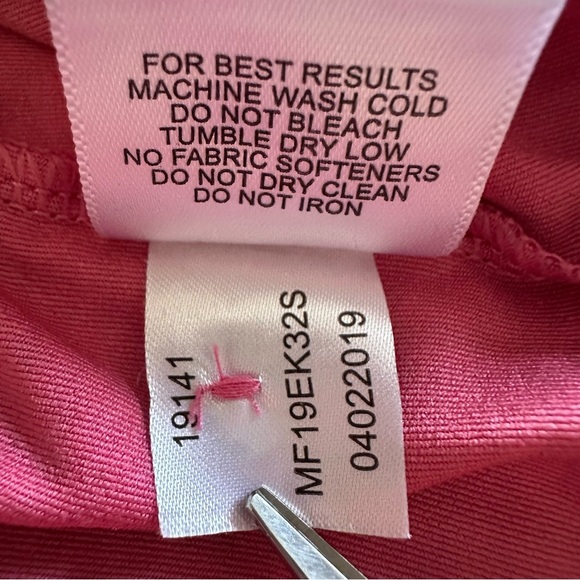 FOR BEST RESULTS
MACHINE WASH COLD
DO NOT BLEACH
TUMBLE DRY LOW
NO FABRIC SOFTENERS
DO NOT DRY CLEAN
DO NOT IRON
19141
MF19EK32S
04022019